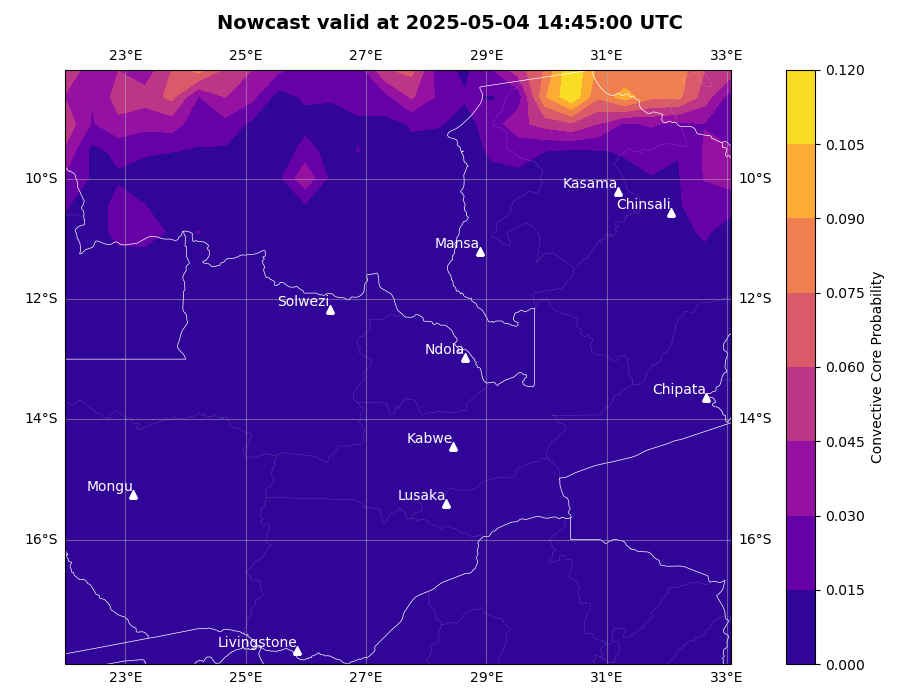 Nowcast valid at 2025-05-04 14:45:00 UTC
23°E 25°E 27°E 29°E 31°E 33°E
0.120
0.105
10°S 10°S
Kasama
Chinsali
0.090
Mansa
0.075
12°S 12°S
Solwezi
Ndola
0.060
Chipata
14°S 14°S
Kabwe
0.045
Convective Core Probability
Mongu
Lusaka
0.030
16°S 16°S
0.015
Livingstone
0.000
23°E 25°E 27°E 29°E 31°E 33°E